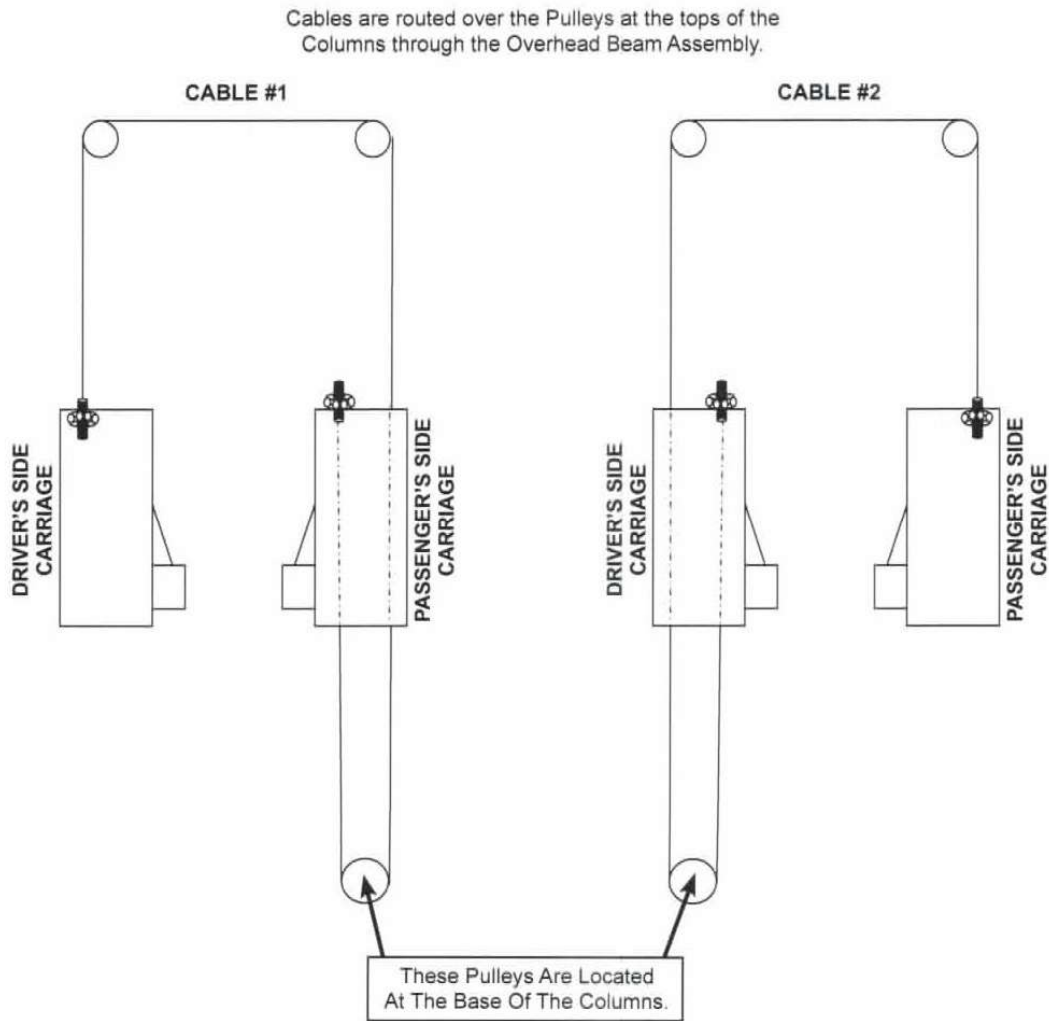 Cables are routed over the Pulleys at the tops of the
Columns through the Overhead Beam Assembly.
CABLE #1
CABLE #2
DRIVER'S SIDE
CARRIAGE
PASSENGER'S SIDE
CARRIAGE
DRIVER'S SIDE
CARRIAGE
PASSENGER'S SIDE
CARRIAGE
These Pulleys Are Located
At The Base Of The Columns.